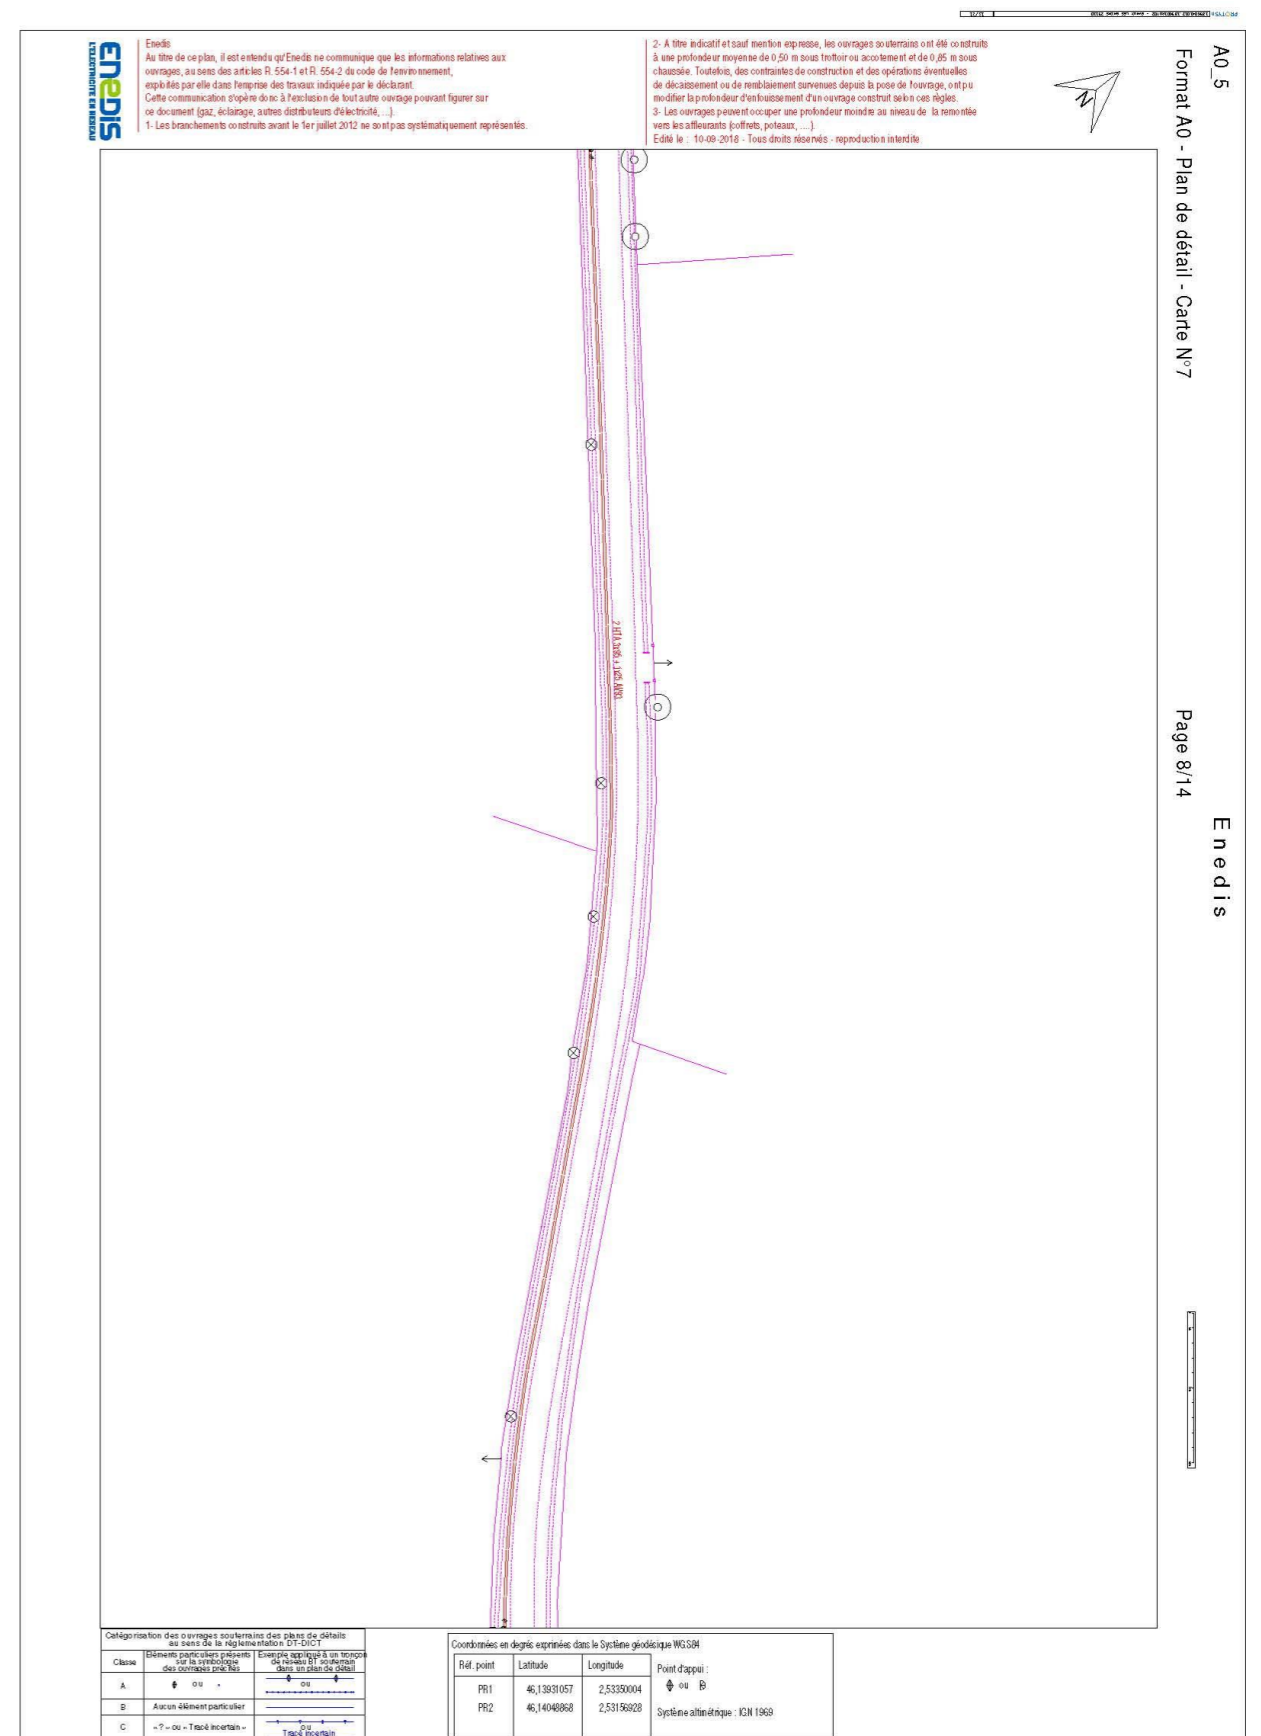 ENEDIS
L'ELECTRICITE EN RESEAU
Enedis
Au titre de ce plan, il est entendu qu'Enedis ne communique que les informations relatives aux
ouvrages, au sens des articles R. 554-1 et R. 554-2 du code de l'environnement,
exploités par elle dans l'emprise des travaux indiquée par le déclarant.
Cette communication s'opère donc à l'exclusion de tout autre ouvrage pouvant figurer sur
ce document (gaz, éclairage, autres distributeurs d'électricité, ...).
1- Les branchements construits avant le 1er juillet 2012 ne sont pas systématiquement représentés.
2- A titre indicatif et sauf mention expresse, les ouvrages souterrains ont été construits
à une profondeur moyenne de 0,50 m sous trottoir ou accotement et de 0,85 m sous
chaussée. Toutefois, des contraintes de construction et des opérations éventuelles
de décaissement ou de remblaiement survenues depuis la pose de l'ouvrage, ont pu
modifier la profondeur d'enfouissement d'un ouvrage construit selon ces règles.
3- Les ouvrages peuvent occuper une profondeur moindre au niveau de la remontée
vers les affleurants (coffrets, poteaux, ....).
Edité le : 10-09-2018 - Tous droits réservés - reproduction interdite
N
A0_5
Format A0 - Plan de détail - Carte N°7
Page 8/14
Enedis
Catégorisation des ouvrages souterrains des plans de détails
au sens de la réglementation DT-DICT
Classe
Eléments particuliers présents
sur la symbologie
des ouvrages précités
Exemple appliqué à un tronçon
de réseau BT souterrain
dans un plan de détail
A ou ou
B Aucun élément particulier
C « ? » ou « Tracé incertain » ou
Tracé incertain
Coordonnées en degrés exprimées dans le Système géodésique WGS84
Réf. point Latitude Longitude
PR1 46,13931057 2,53350004
PR2 46,14048868 2,53156928
Point d'appui :
ou
Système altimétrique : IGN 1969